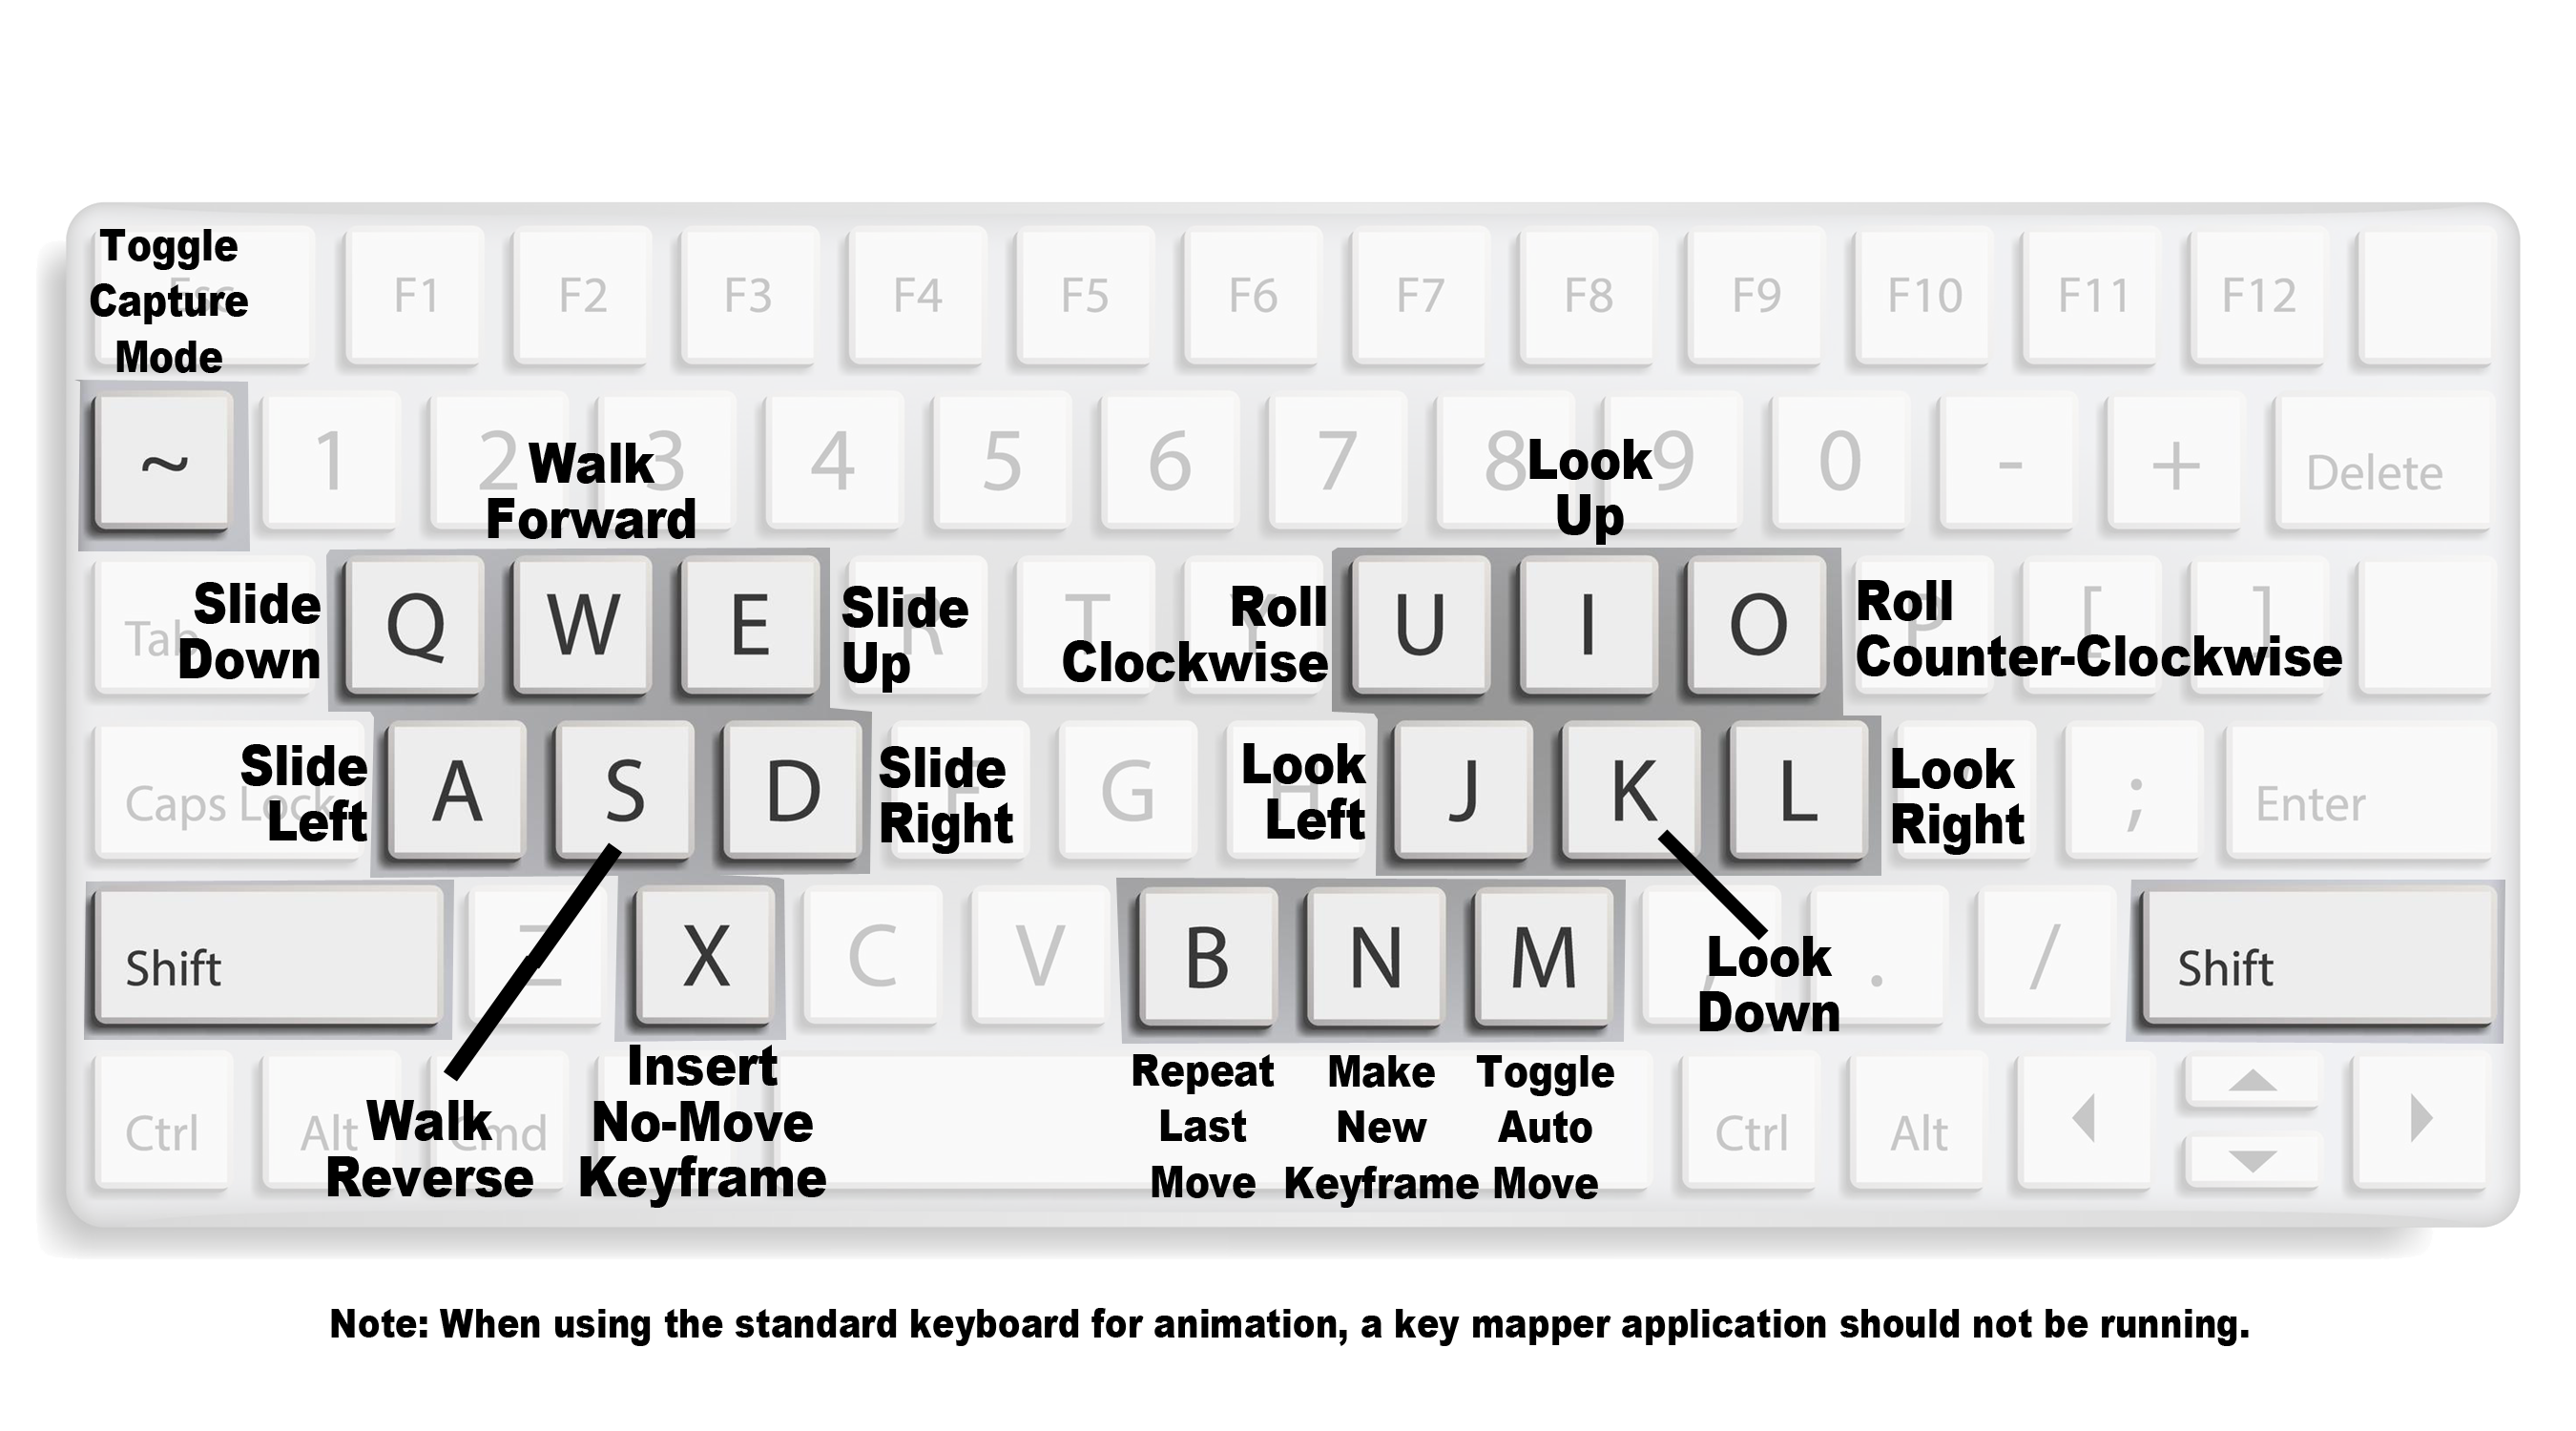 Toggle
Capture
Mode
Esc F1 F2 F3 F4 F5 F6 F7 F8 F9 F10 F11 F12
~ 1 2 3 4 5 6 7 8 9 0 - + Delete
Walk
Forward
Look
Up
Tab Q W E R T Y U I O P [ ]
Slide
Down
Slide
Up
Roll
Clockwise
Roll
Counter-Clockwise
Caps Lock A S D F G H J K L ; Enter
Slide
Left
Slide
Right
Look
Left
Look
Right
Shift Z X C V B N M , . / Shift
Look
Down
Ctrl Alt Cmd Ctrl Alt
Walk
Reverse
Insert
No-Move
Keyframe
Repeat
Last
Move
Make
New
Keyframe
Toggle
Auto
Move
Note: When using the standard keyboard for animation, a key mapper application should not be running.